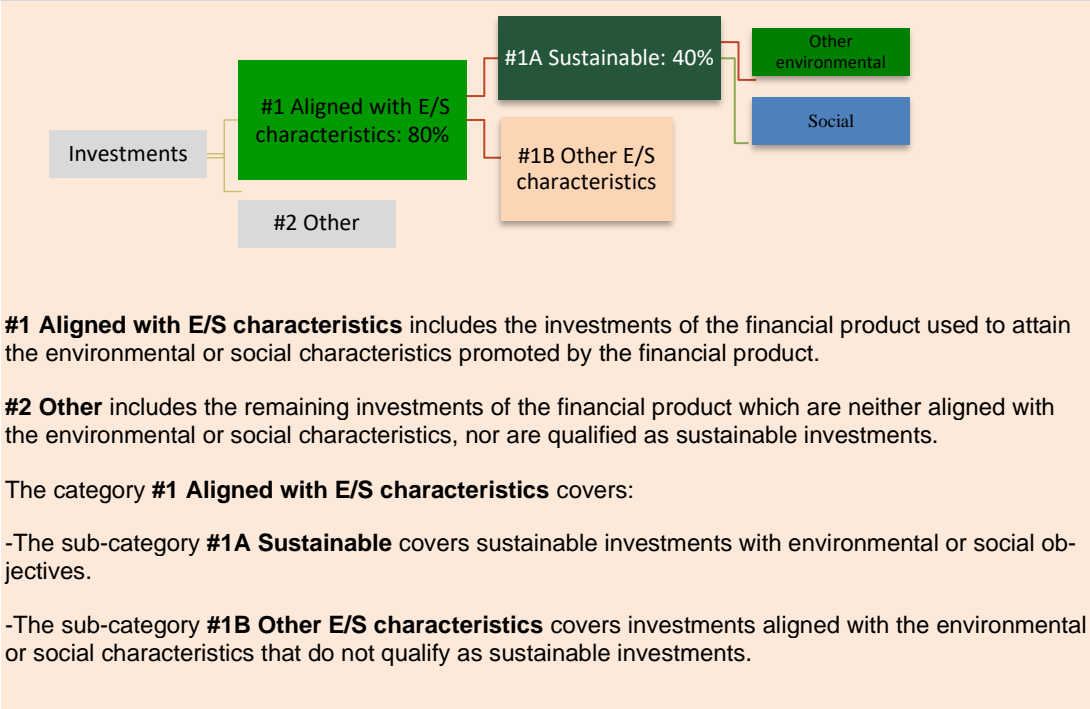 Other
environmental
#1A Sustainable: 40%
#1 Aligned with E/S
characteristics: 80%
Social
Investments
#1B Other E/S
characteristics
#2 Other
#1 Aligned with E/S characteristics includes the investments of the financial product used to attain
the environmental or social characteristics promoted by the financial product.
#2 Other includes the remaining investments of the financial product which are neither aligned with
the environmental or social characteristics, nor are qualified as sustainable investments.
The category #1 Aligned with E/S characteristics covers:
-The sub-category #1A Sustainable covers sustainable investments with environmental or social ob-
jectives.
-The sub-category #1B Other E/S characteristics covers investments aligned with the environmental
or social characteristics that do not qualify as sustainable investments.